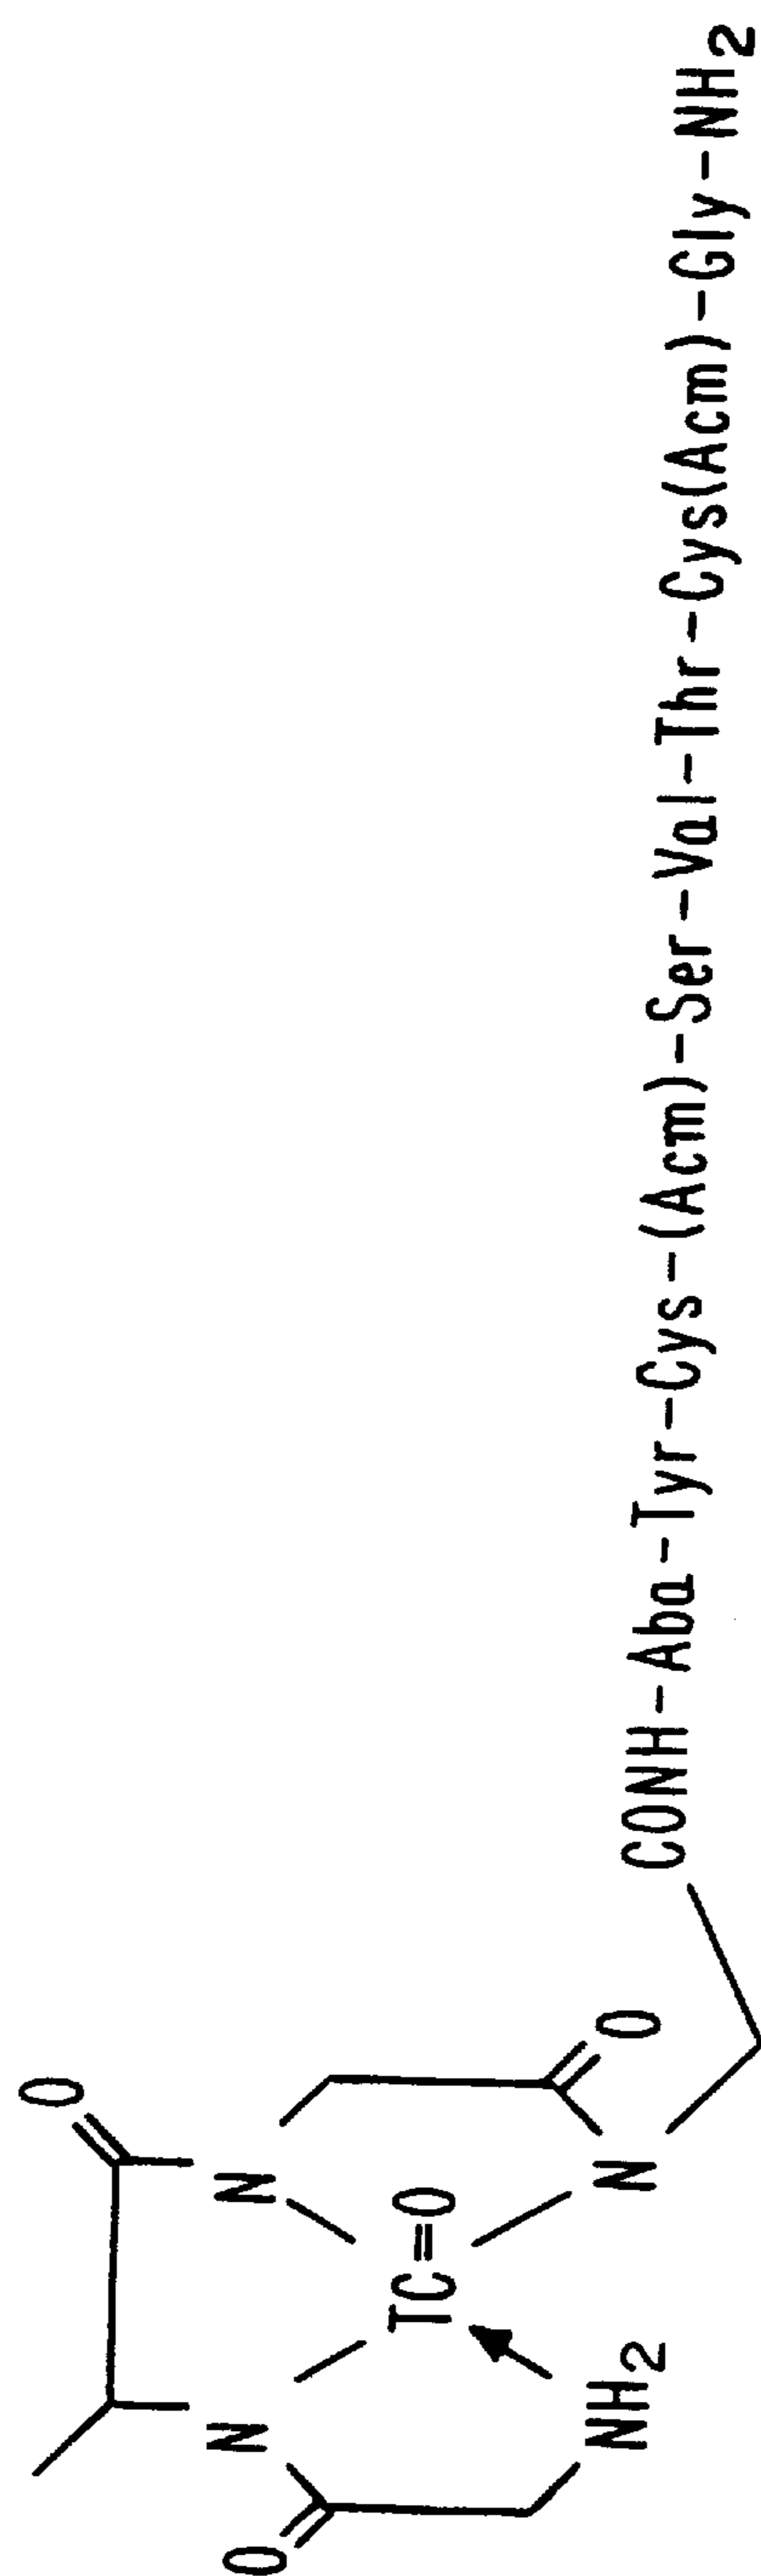 O
O
N
N
TC=O
O
N
NH2
CONH-Aba-Tyr-Cys-(Acm)-Ser-Val-Thr-Cys(Acm)-Gly-NH2